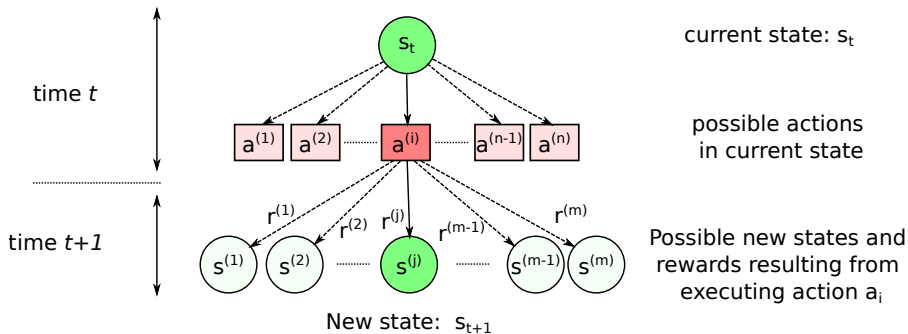 s_t
current state: s_t
time t
a^(1) a^(2) a^(i) a^(n-1) a^(n)
possible actions
in current state
r^(1) r^(2) r^(j) r^(m-1) r^(m)
time t+1
s^(1) s^(2) s^(j) s^(m-1) s^(m)
Possible new states and
rewards resulting from
executing action a_i
New state: s_t+1